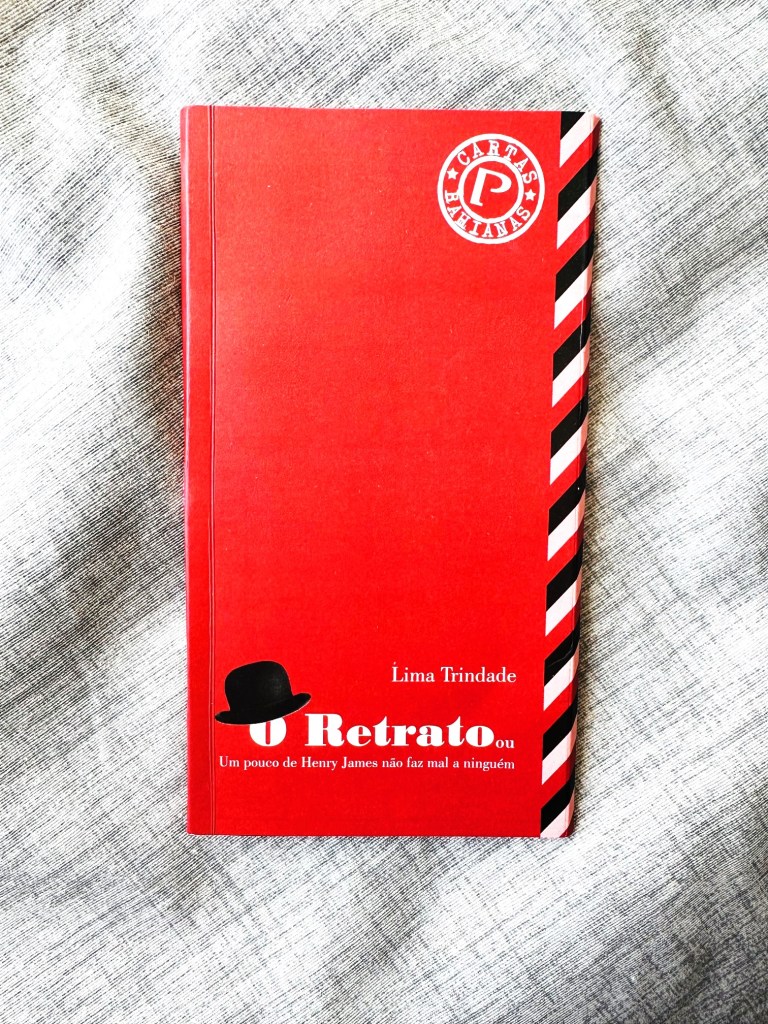 CARTAS
P
BAHIANAS
Lima Trindade
O Retrato ou
Um pouco de Henry James não faz mal a ninguém